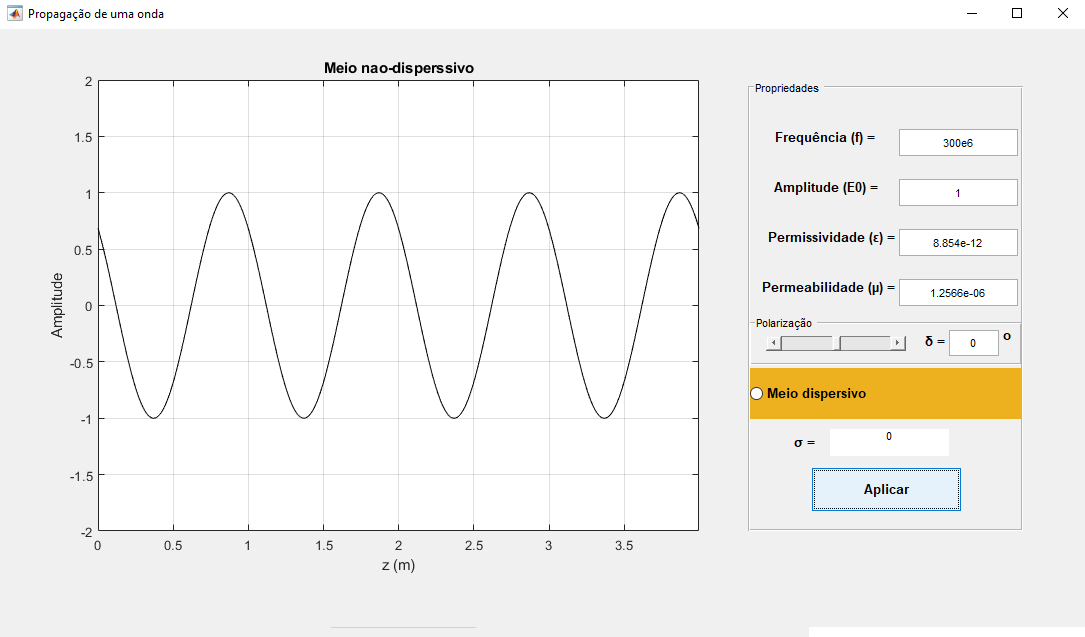 Propagação de uma onda
Meio nao-disperssivo
2
1.5
1
0.5
0
-0.5
-1
-1.5
-2
Amplitude
0
0.5
1
1.5
2
2.5
3
3.5
z (m)
Propriedades
Frequência (f) =
300e6
Amplitude (E0) =
1
Permissividade (ε) =
8.854e-12
Permeabilidade (μ) =
1.2566e-06
Polarização
δ =
0
o
Meio dispersivo
σ =
0
Aplicar